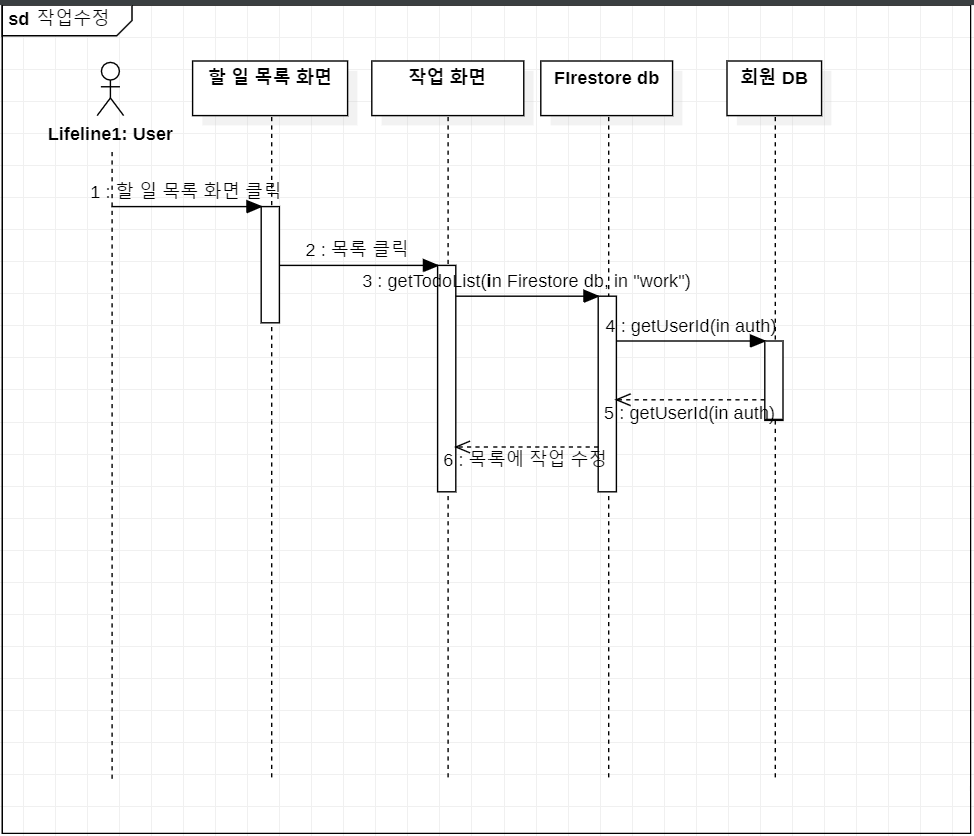 sd 작업수정
할 일 목록 화면
작업 화면
FIrestore db
회원 DB
Lifeline1: User
1 : 할 일 목록 화면 클릭
2 : 목록 클릭
3 : getTodoList(in Firestore db, in "work")
4 : getUserId(in auth)
5 : getUserId(in auth)
6 : 목록에 작업 수정